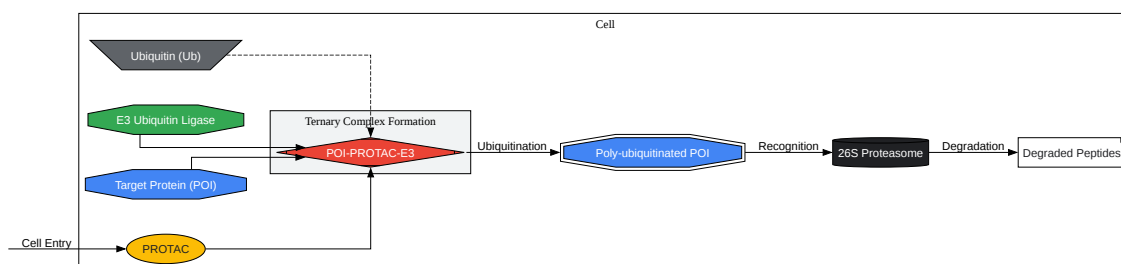 Cell
Ubiquitin (Ub)
E3 Ubiquitin Ligase
Ternary Complex Formation
POI-PROTAC-E3
Ubiquitination
Poly-ubiquitinated POI
Recognition
26S Proteasome
Degradation
Degraded Peptides
Target Protein (POI)
Cell Entry
PROTAC